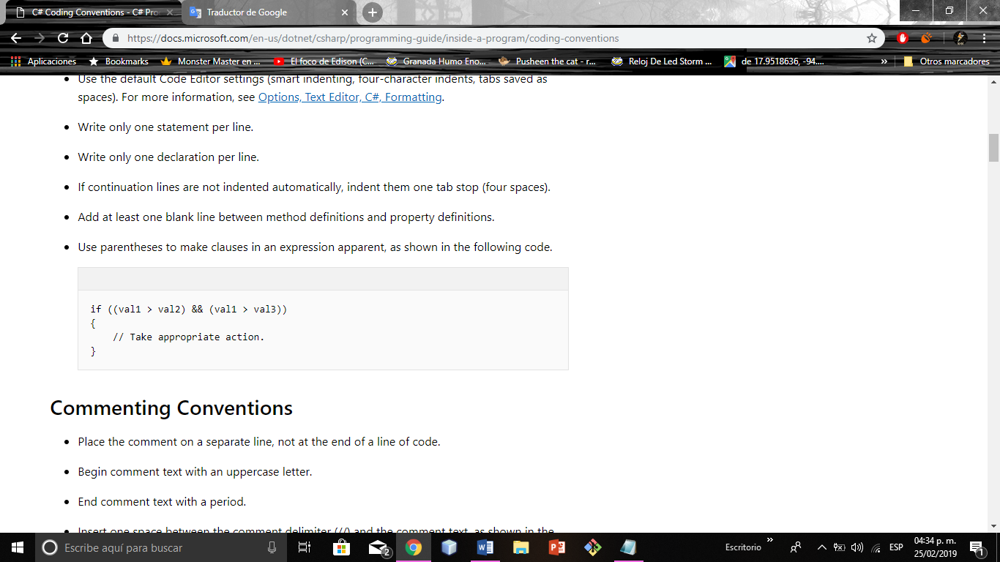 C# Coding Conventions - C# Pro
Traductor de Google
https://docs.microsoft.com/en-us/dotnet/csharp/programming-guide/inside-a-program/coding-conventions
Aplicaciones
Bookmarks
Monster Master en ...
El foco de Edison (C...
Granada Humo Eno...
Pusheen the cat - r...
Reloj De Led Storm ...
de 17.9518636, -94....
»
Otros marcadores
• Use the default Code Editor settings (smart indenting, four-character indents, tabs saved as
spaces). For more information, see Options, Text Editor, C#, Formatting.
• Write only one statement per line.
• Write only one declaration per line.
• If continuation lines are not indented automatically, indent them one tab stop (four spaces).
• Add at least one blank line between method definitions and property definitions.
• Use parentheses to make clauses in an expression apparent, as shown in the following code.
if ((val1 > val2) && (val1 > val3))
{
    // Take appropriate action.
}
Commenting Conventions
• Place the comment on a separate line, not at the end of a line of code.
• Begin comment text with an uppercase letter.
• End comment text with a period.
• Insert one space between the comment delimiter (//) and the comment text, as shown in the
Escribe aquí para buscar
2
Escritorio
»
ESP
04:34 p. m.
25/02/2019
1